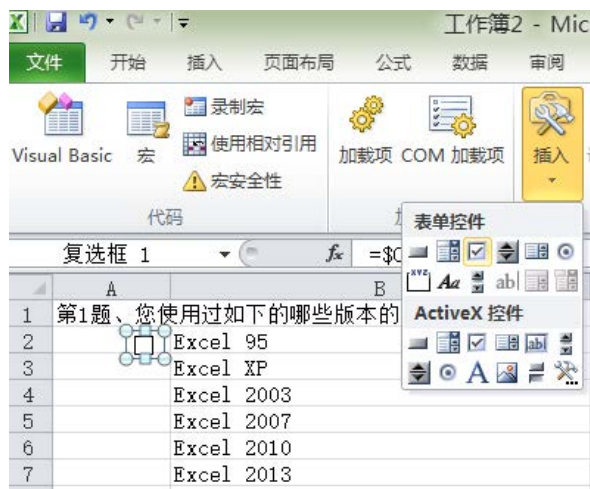 工作簿2 - Mic
文件 开始 插入 页面布局 公式 数据 审阅
Visual Basic 宏 录制宏 使用相对引用 宏安全性 加载项 COM 加载项 插入
代码
表单控件
XYZ Aa ab|
ActiveX 控件
ab| A
复选框 1 fx =$C
A B
1 第1题、您使用过如下的哪些版本的
2 Excel 95
3 Excel XP
4 Excel 2003
5 Excel 2007
6 Excel 2010
7 Excel 2013